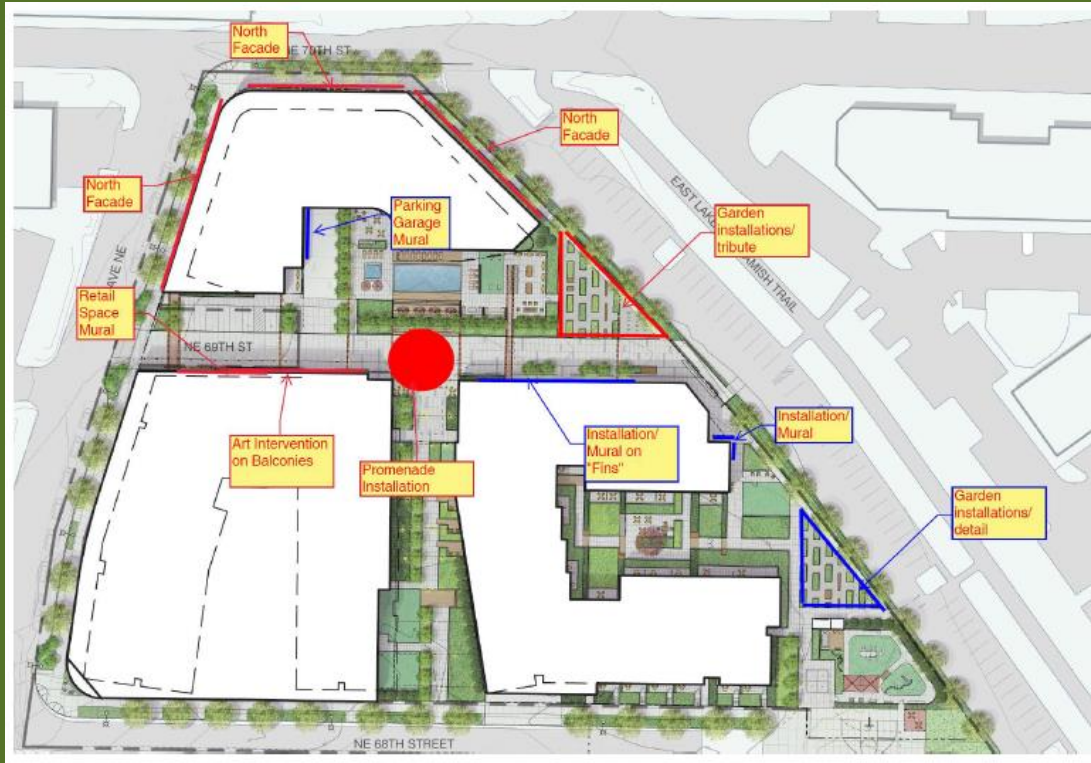 North
Facade
NE 70TH ST
North
Facade
North
Facade
Parking
Garage
Mural
EAST LAKE
AMISH TRAIL
Garden
installations/
tribute
AVE NE
Retail
Space
Mural
NE 69TH ST
Art Intervention
on Balconies
Promenade
Installation
Installation/
Mural on
"Fins"
Installation/
Mural
Garden
installations/
detail
NE 68TH STREET